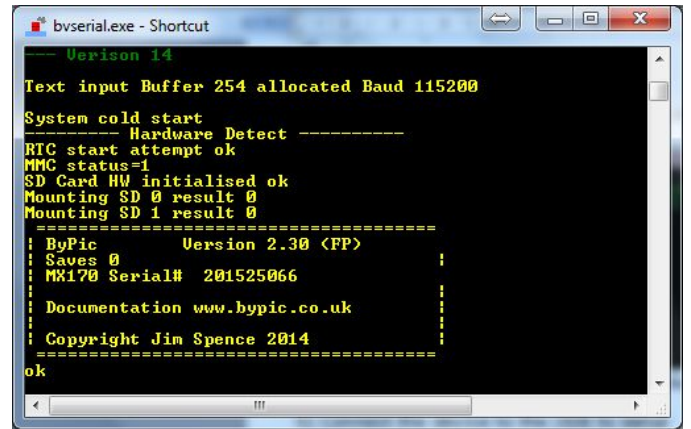 bvserial.exe - Shortcut
--- Verison 14
Text input Buffer 254 allocated Baud 115200
System cold start
--------- Hardware Detect ----------
RTC start attempt ok
MMC status=1
SD Card HW initialised ok
Mounting SD 0 result 0
Mounting SD 1 result 0
======================================
| ByPic Version 2.30 (FP)
| Saves 0 |
| MX170 Serial# 201525066
| |
| Documentation www.bypic.co.uk |
| |
| Copyright Jim Spence 2014 |
======================================
ok